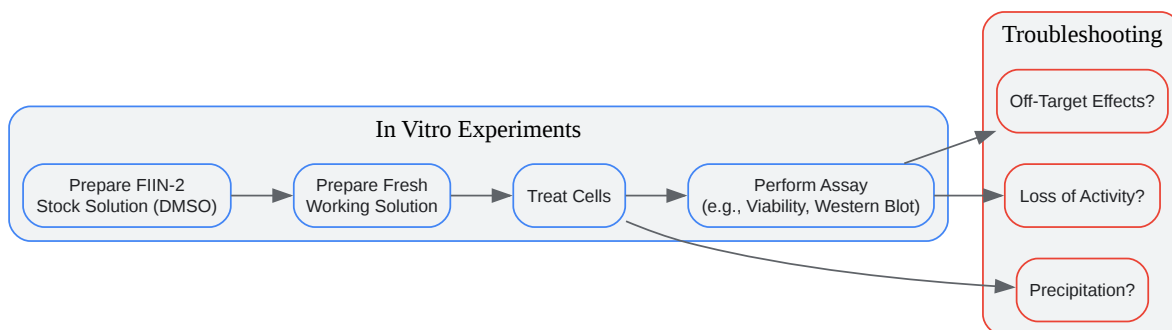 Troubleshooting
Off-Target Effects?
In Vitro Experiments
Prepare FIIN-2
Stock Solution (DMSO)
Prepare Fresh
Working Solution
Treat Cells
Perform Assay
(e.g., Viability, Western Blot)
Loss of Activity?
Precipitation?